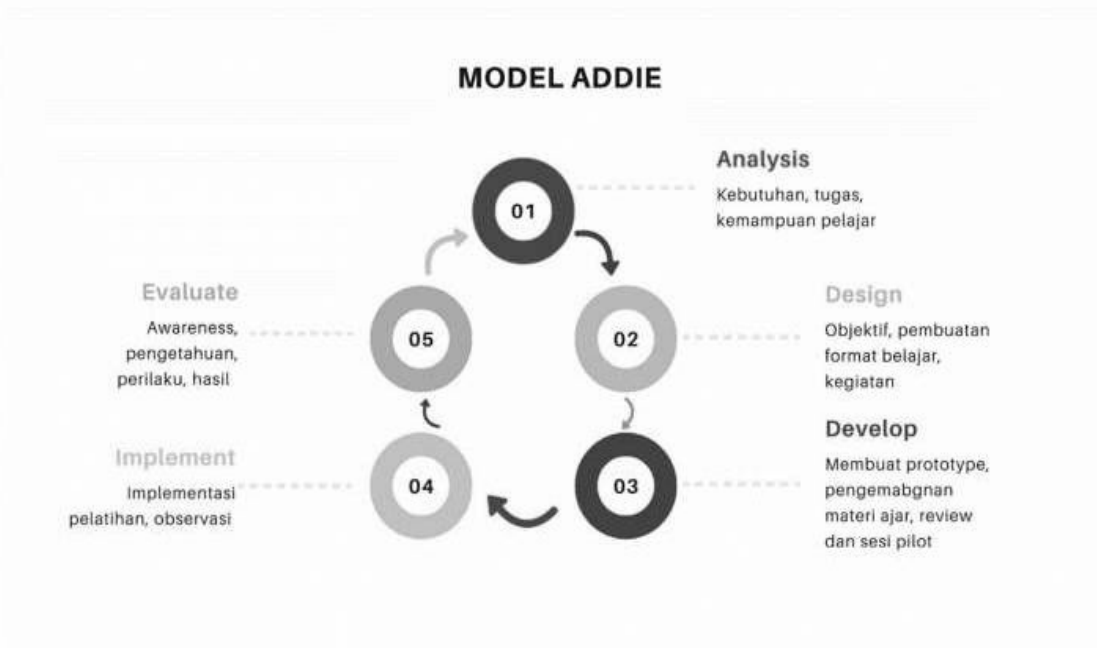 MODEL ADDIE
01
Analysis
Kebutuhan, tugas,
kemampuan pelajar
02
Design
Objektif, pembuatan
format belajar,
kegiatan
03
Develop
Membuat prototype,
pengemabgnan
materi ajar, review
dan sesi pilot
04
Implement
Implementasi
pelatihan, observasi
05
Evaluate
Awareness,
pengetahuan,
perilaku, hasil